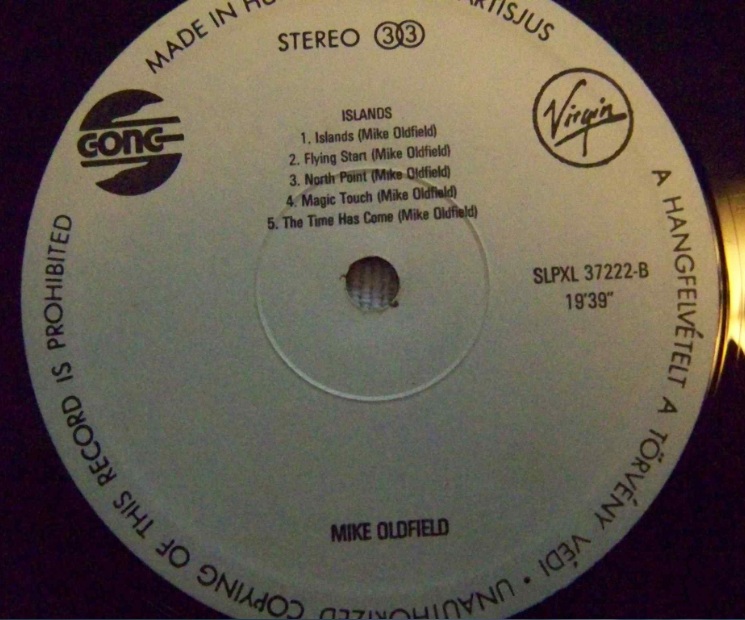 MADE IN
STEREO 33
GONG
Virgin
ISLANDS
1. Islands (Mike Oldfield)
2. Flying Start (Mike Oldfield)
3. North Point (Mike Oldfield)
4. Magic Touch (Mike Oldfield)
5. The Time Has Come (Mike Oldfield)
SLPXL 37222-B
19'39"
MIKE OLDFIELD
A HANGFELVÉTELT A TÖRVÉNY VÉDI • UNAUTHORIZED COPYING OF THIS RECORD IS PROHIBITED